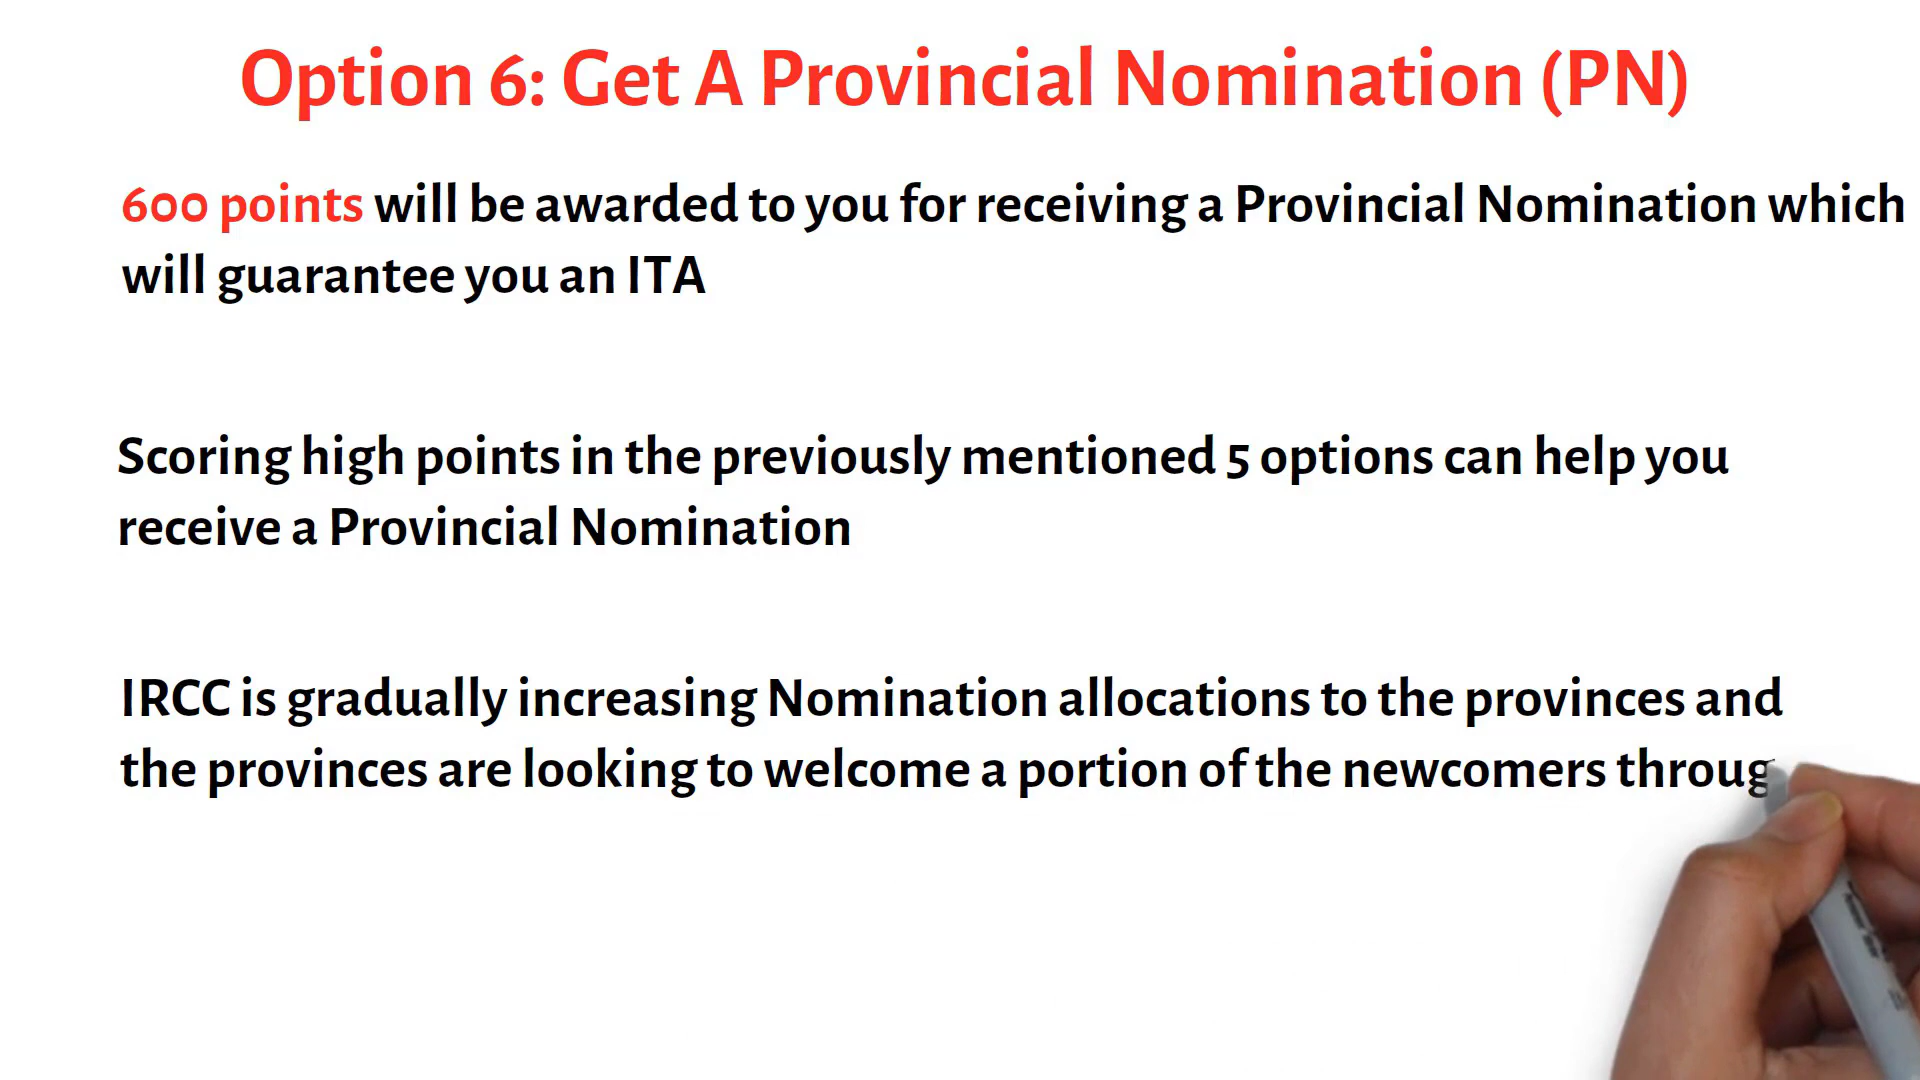 Option 6: Get A Provincial Nomination (PN)
600 points will be awarded to you for receiving a Provincial Nomination which
will guarantee you an ITA
Scoring high points in the previously mentioned 5 options can help you
receive a Provincial Nomination
IRCC is gradually increasing Nomination allocations to the provinces and
the provinces are looking to welcome a portion of the newcomers throug